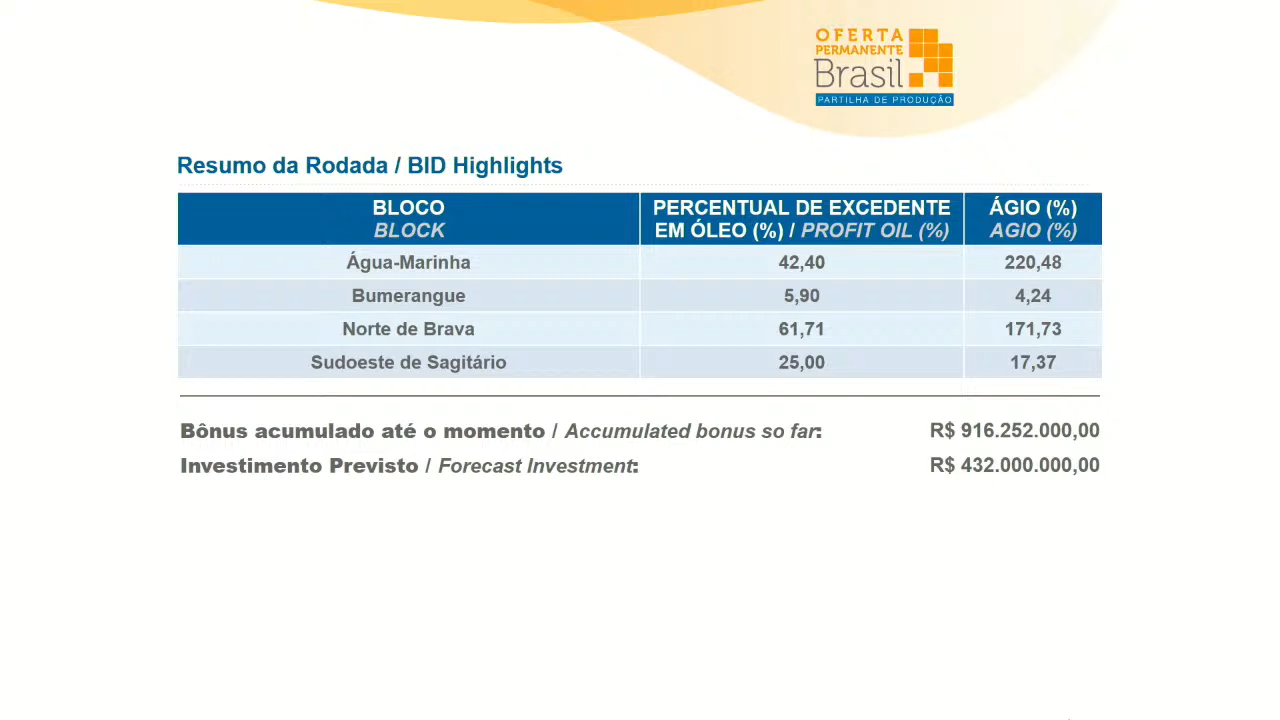 OFERTA
PERMANENTE
Brasil
PARTILHA DE PRODUÇÃO
Resumo da Rodada / BID Highlights
BLOCO PERCENTUAL DE EXCEDENTE ÁGIO (%)
BLOCK EM ÓLEO (%) / PROFIT OIL (%) AGIO (%)
Água-Marinha 42,40 220,48
Bumerangue 5,90 4,24
Norte de Brava 61,71 171,73
Sudoeste de Sagitário 25,00 17,37
Bônus acumulado até o momento / Accumulated bonus so far: R$ 916.252.000,00
Investimento Previsto / Forecast Investment: R$ 432.000.000,00